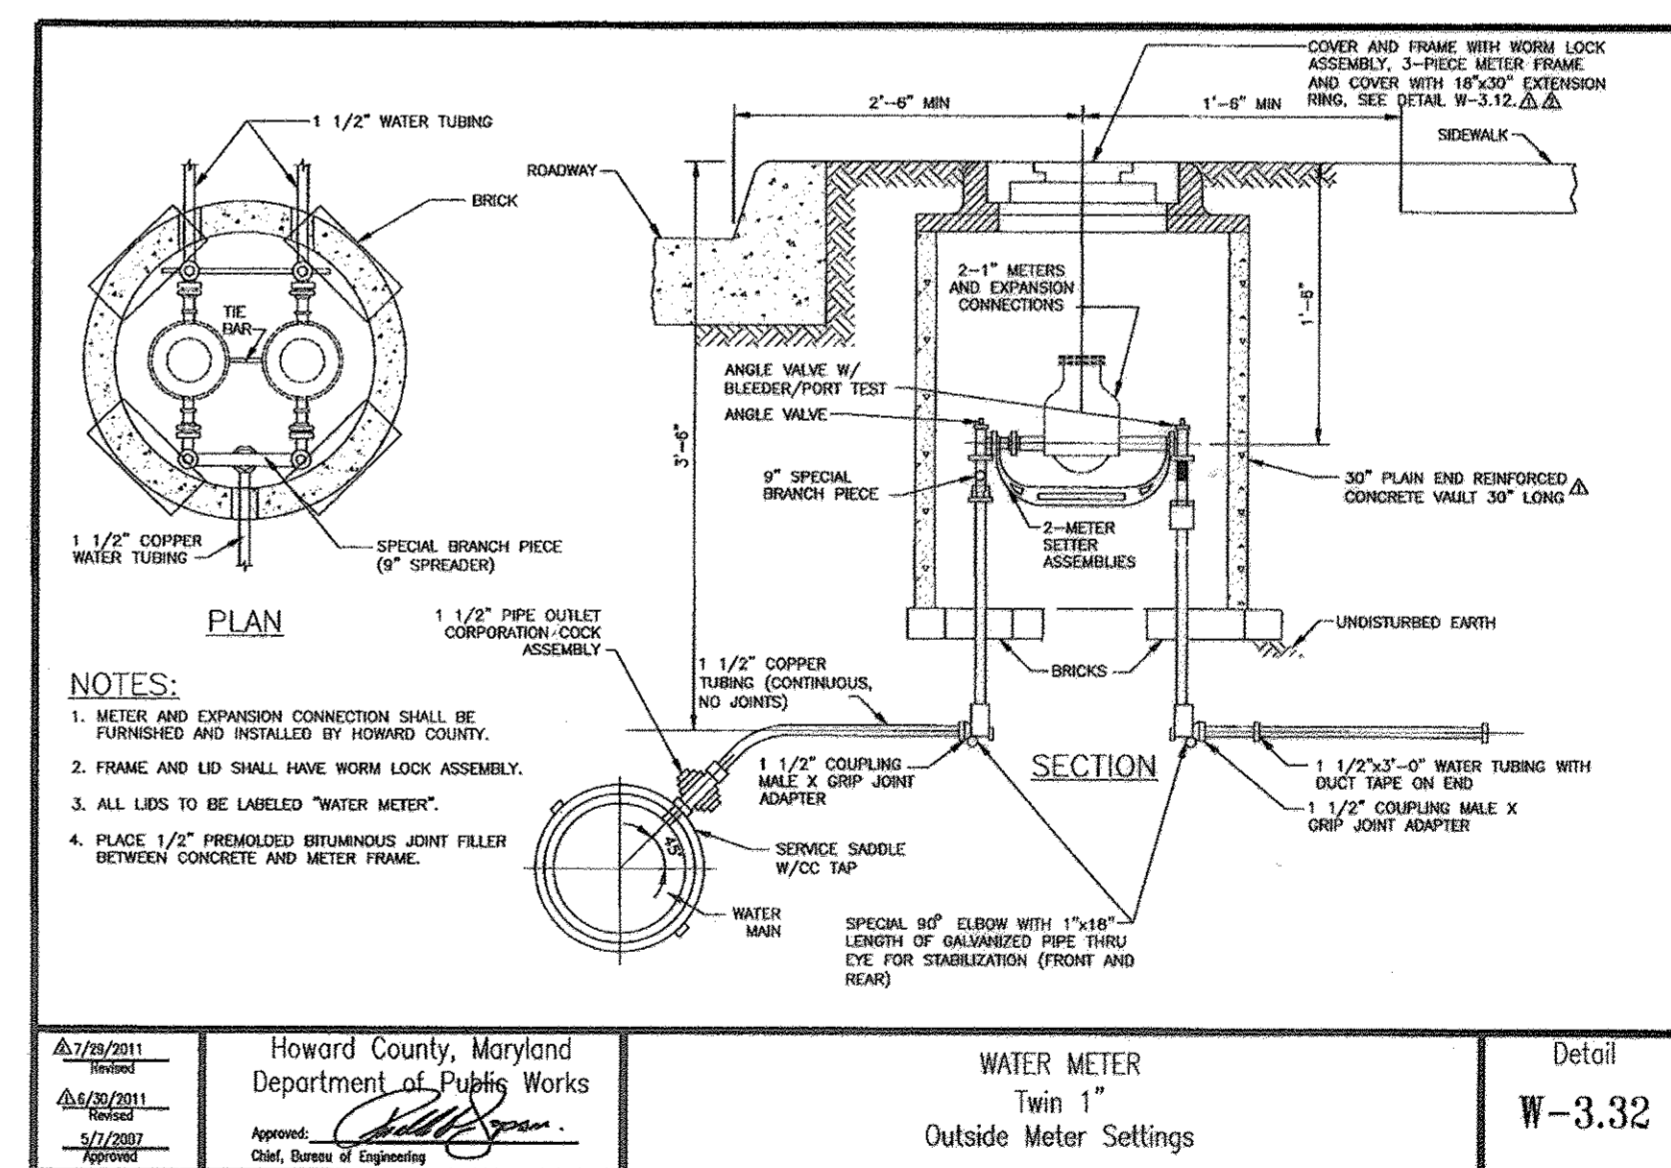 COVER AND FRAME WITH WORM LOCK
ASSEMBLY, 3-PIECE METER FRAME
AND COVER WITH 18"x30" EXTENSION
RING, SEE DETAIL W-3.12.
2'-6" MIN
1'-6" MIN
SIDEWALK
1 1/2" WATER TUBING
ROADWAY
BRICK
TIE
BAR
2-1" METERS
AND EXPANSION
CONNECTIONS
1'-6"
ANGLE VALVE W/
BLEEDER/PORT TEST
ANGLE VALVE
3'-6"
9" SPECIAL
BRANCH PIECE
30" PLAIN END REINFORCED
CONCRETE VAULT 30" LONG
2-METER
SETTER
ASSEMBLIES
1 1/2" COPPER
WATER TUBING
SPECIAL BRANCH PIECE
(9" SPREADER)
PLAN
1 1/2" PIPE OUTLET
CORPORATION COCK
ASSEMBLY
UNDISTURBED EARTH
BRICKS
1 1/2" COPPER
TUBING (CONTINUOUS,
NO JOINTS)
NOTES:
1. METER AND EXPANSION CONNECTION SHALL BE
FURNISHED AND INSTALLED BY HOWARD COUNTY.
2. FRAME AND LID SHALL HAVE WORM LOCK ASSEMBLY.
3. ALL LIDS TO BE LABELED "WATER METER".
4. PLACE 1/2" PREMOLDED BITUMINOUS JOINT FILLER
BETWEEN CONCRETE AND METER FRAME.
1 1/2" COUPLING
MALE X GRIP JOINT
ADAPTER
SECTION
1 1/2"x3'-0" WATER TUBING WITH
DUCT TAPE ON END
1 1/2" COUPLING MALE X
GRIP JOINT ADAPTER
45°
SERVICE SADDLE
W/CC TAP
WATER
MAIN
SPECIAL 90° ELBOW WITH 1"x18"
LENGTH OF GALVANIZED PIPE THRU
EYE FOR STABILIZATION (FRONT AND
REAR)
2 7/29/2011
Revised
1 6/30/2011
Revised
5/7/2007
Approved
Howard County, Maryland
Department of Public Works
Approved:
Chief, Bureau of Engineering
WATER METER
Twin 1"
Outside Meter Settings
Detail
W-3.32